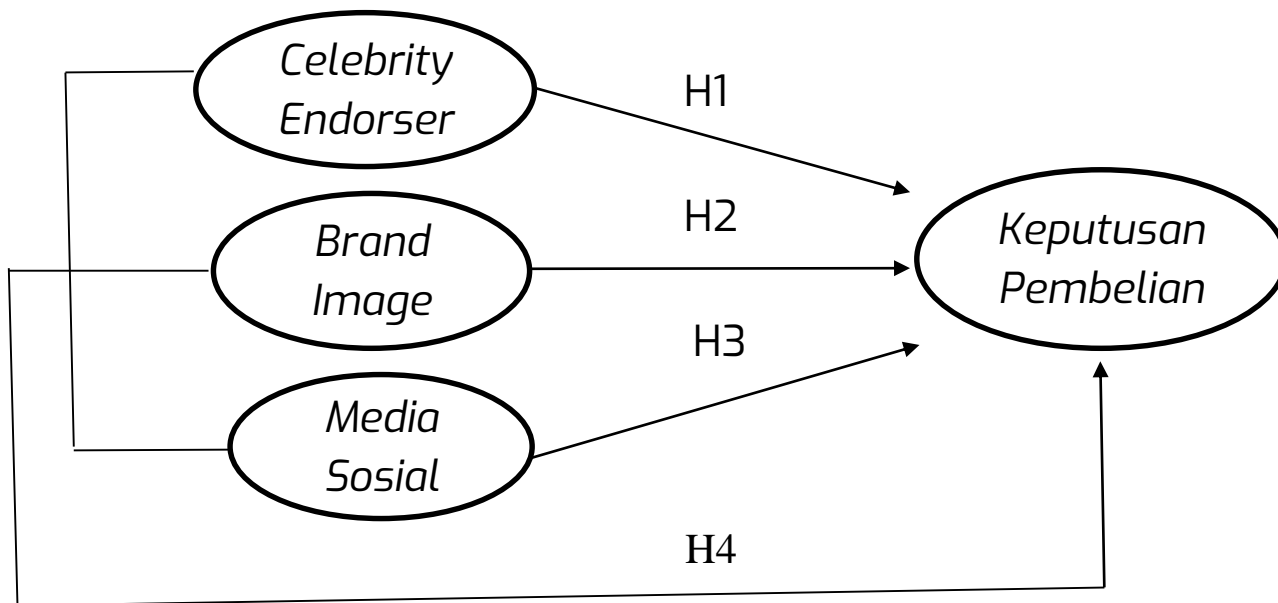 Celebrity
Endorser
H1
Brand
Image
H2
Keputusan
Pembelian
H3
Media
Sosial
H4